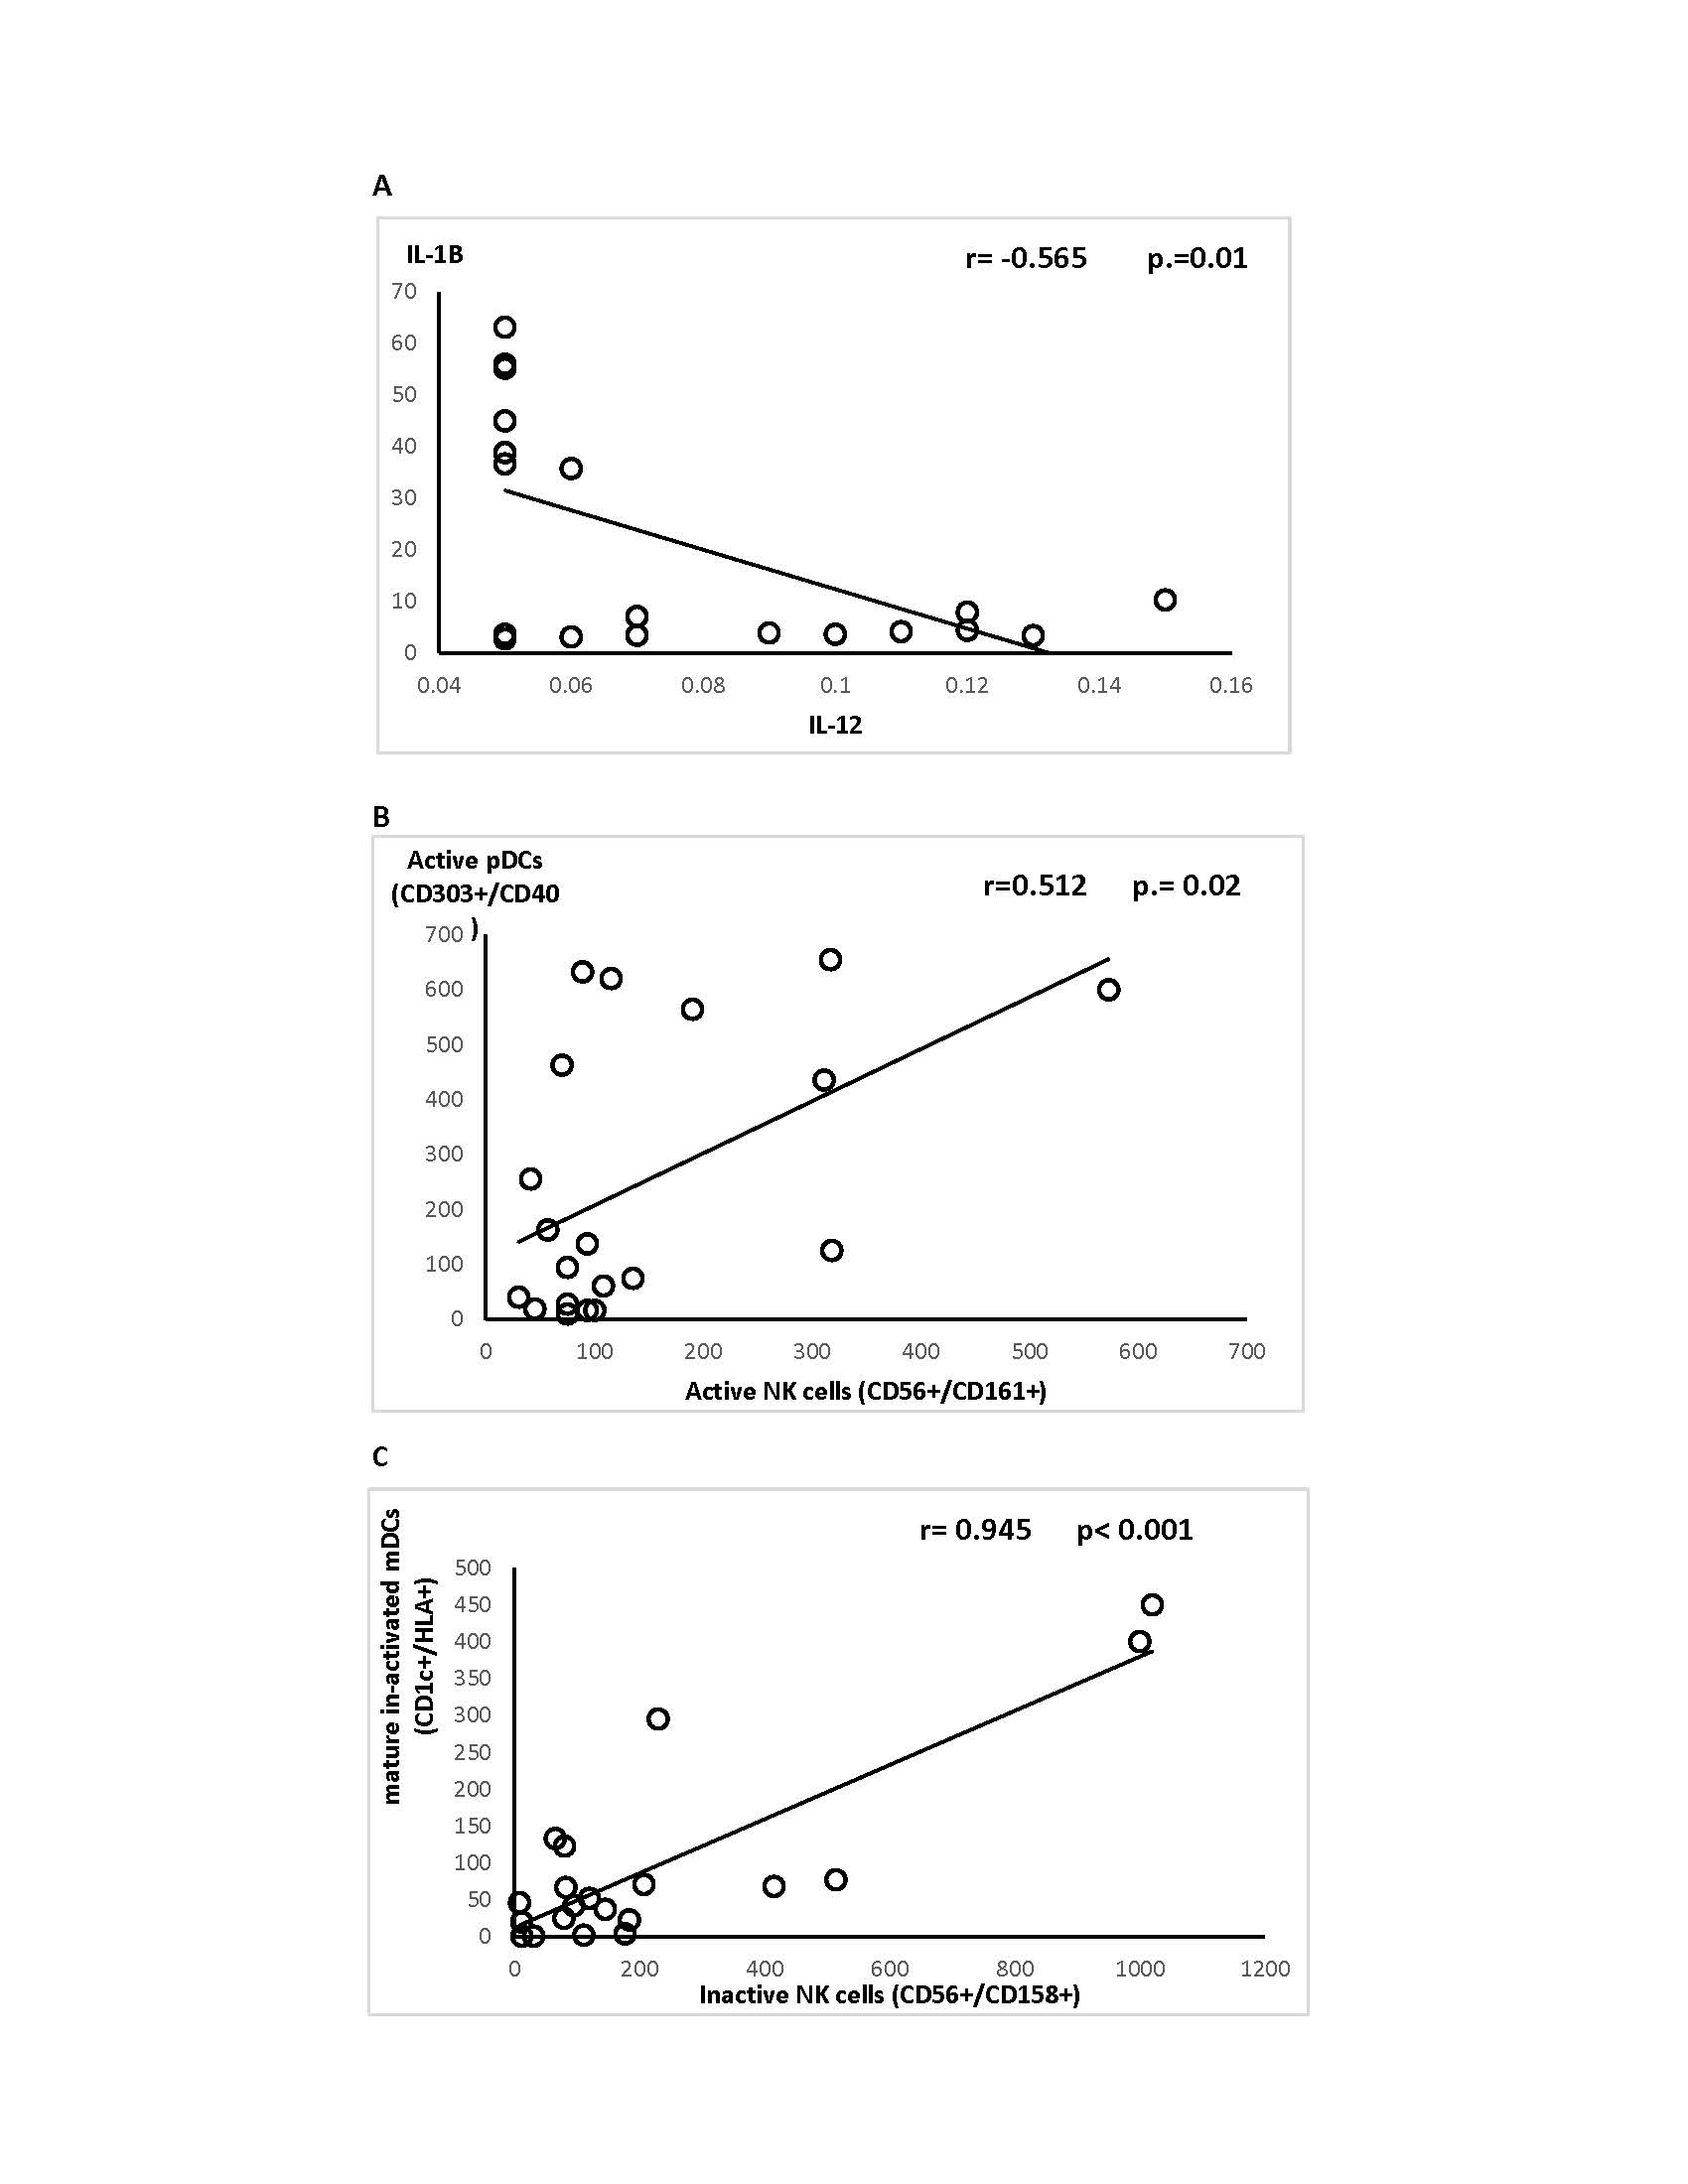 A
IL-1B
r= -0.565 p.=0.01
70
60
50
40
30
20
10
0
0.04 0.06 0.08 0.1 0.12 0.14 0.16
IL-12
B
Active pDCs
(CD303+/CD40
)
r=0.512 p.= 0.02
700
600
500
400
300
200
100
0
0 100 200 300 400 500 600 700
Active NK cells (CD56+/CD161+)
C
mature in-activated mDCs
(CD1c+/HLA+)
r= 0.945 p< 0.001
500
450
400
350
300
250
200
150
100
50
0
0 200 400 600 800 1000 1200
Inactive NK cells (CD56+/CD158+)